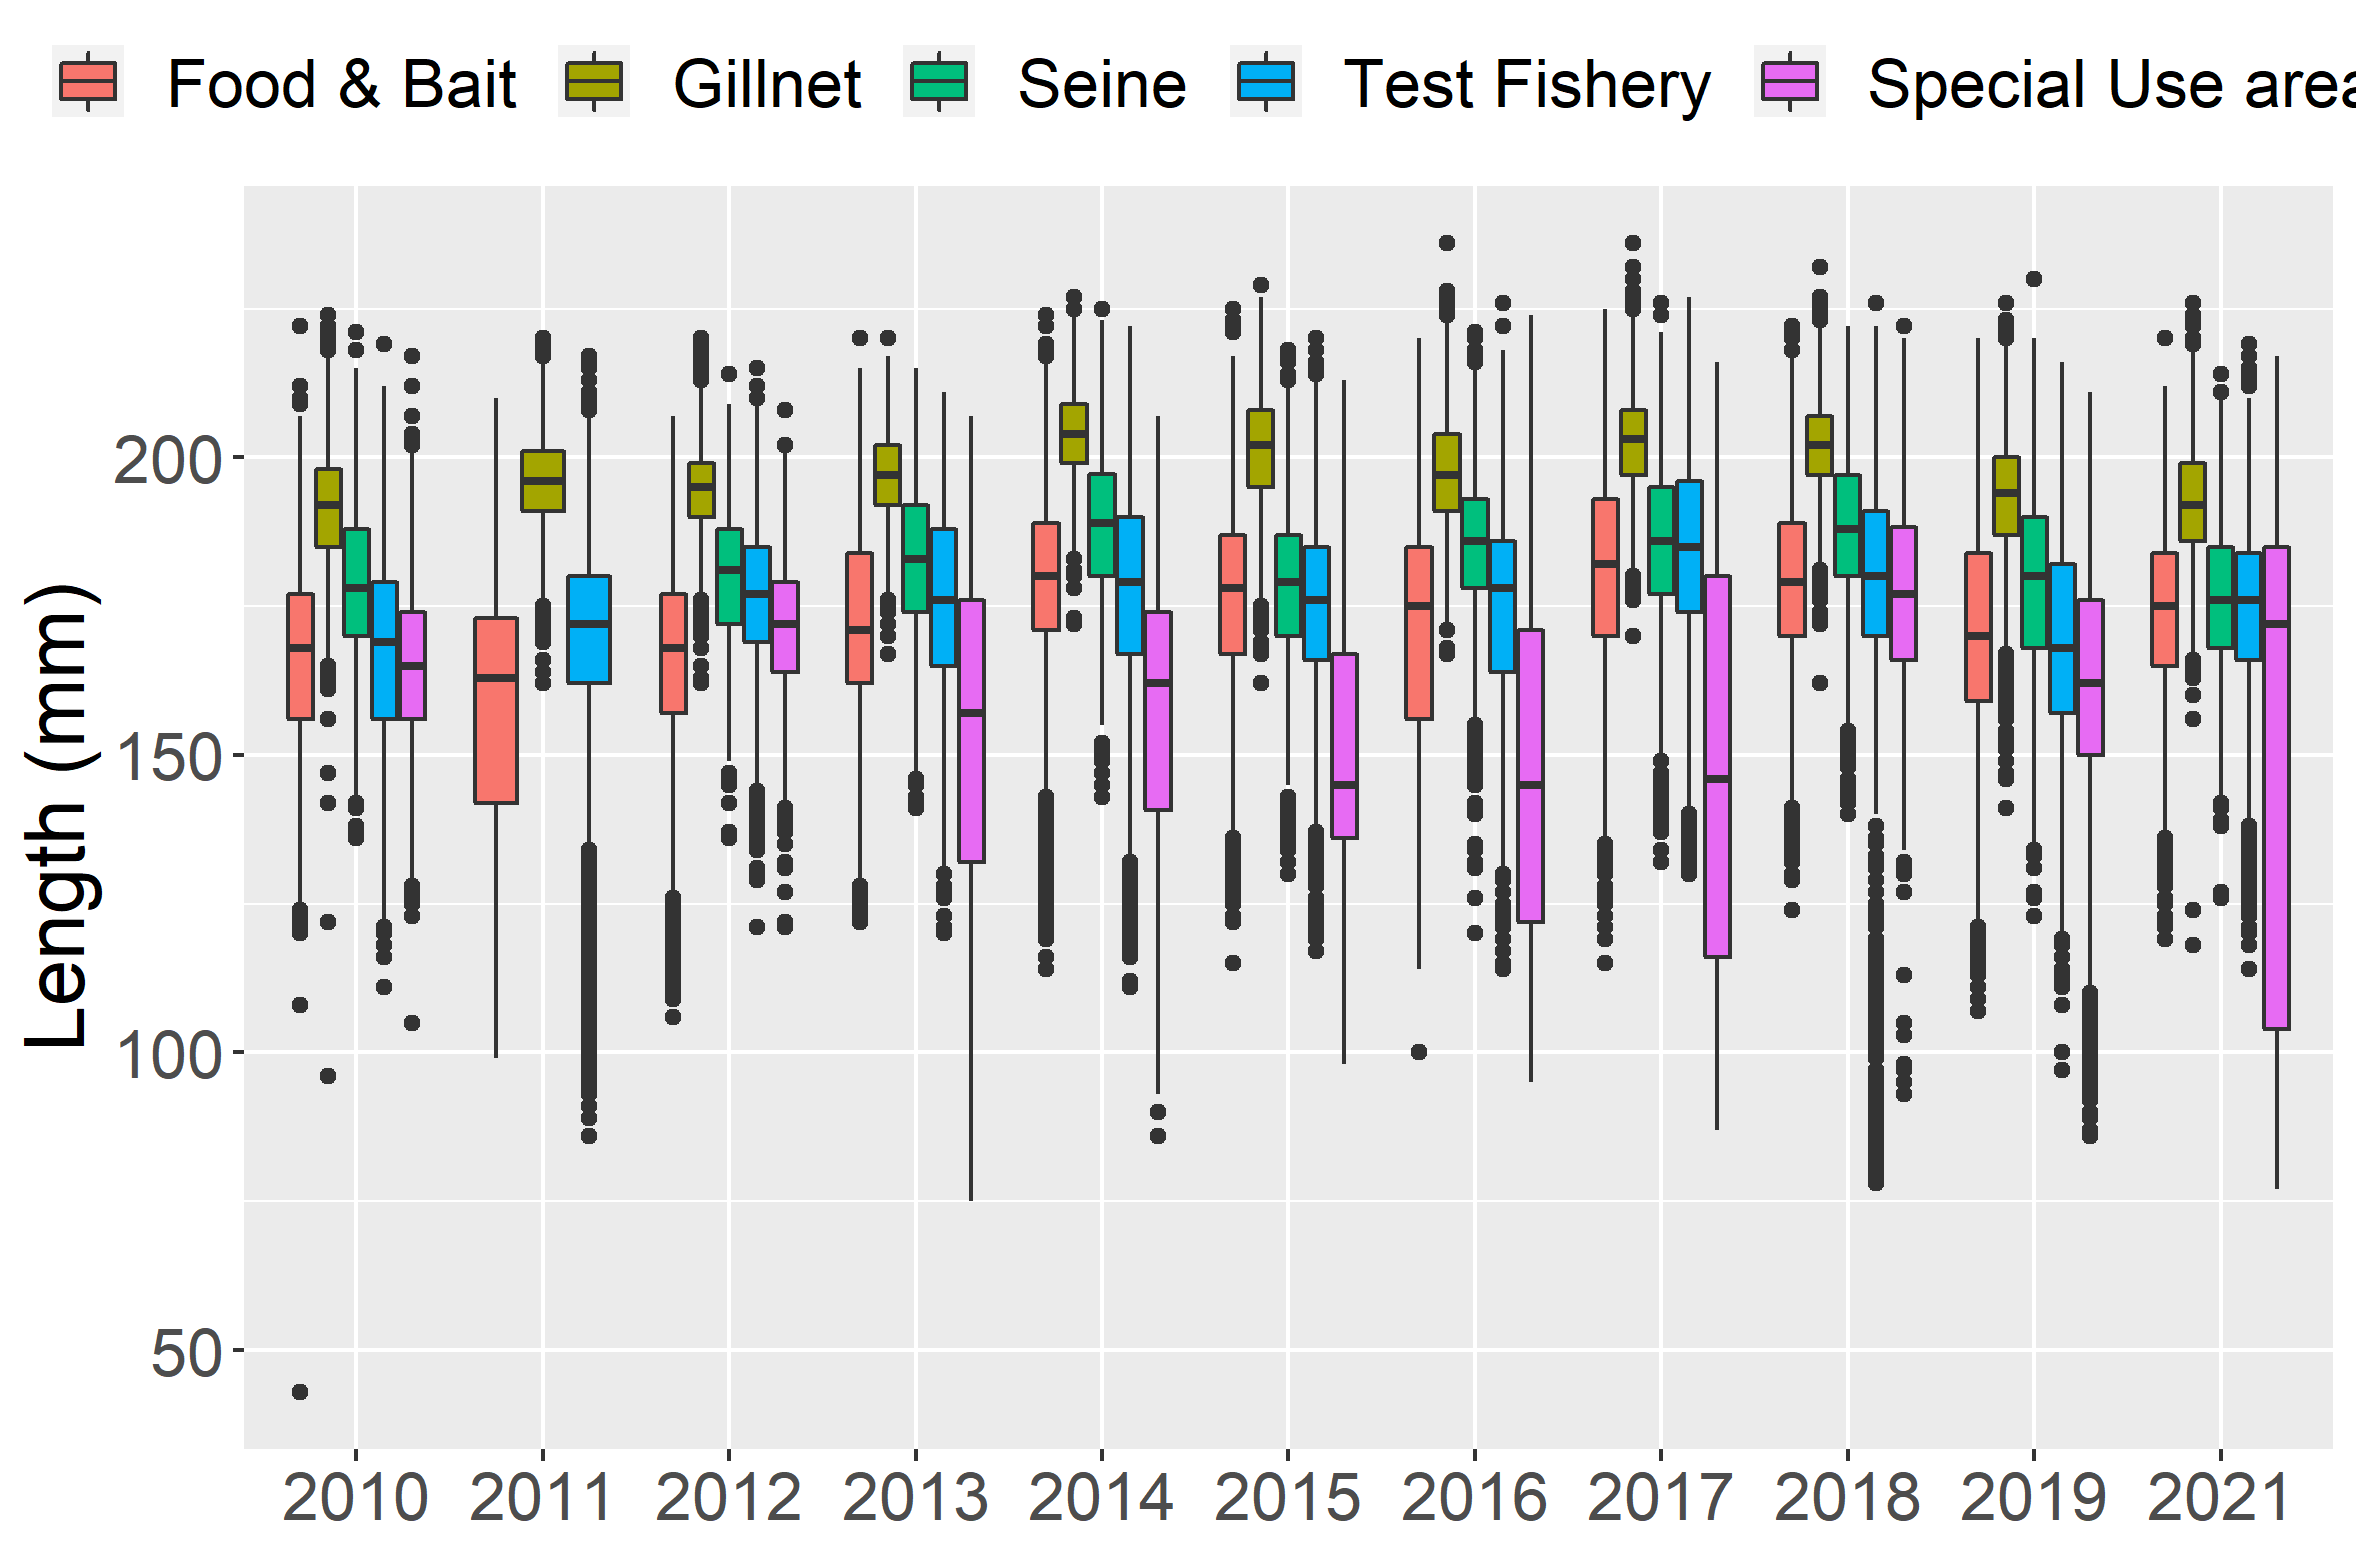 Food & Bait Gillnet Seine Test Fishery Special Use area
Length (mm)
200
150
100
50
2010 2011 2012 2013 2014 2015 2016 2017 2018 2019 2021